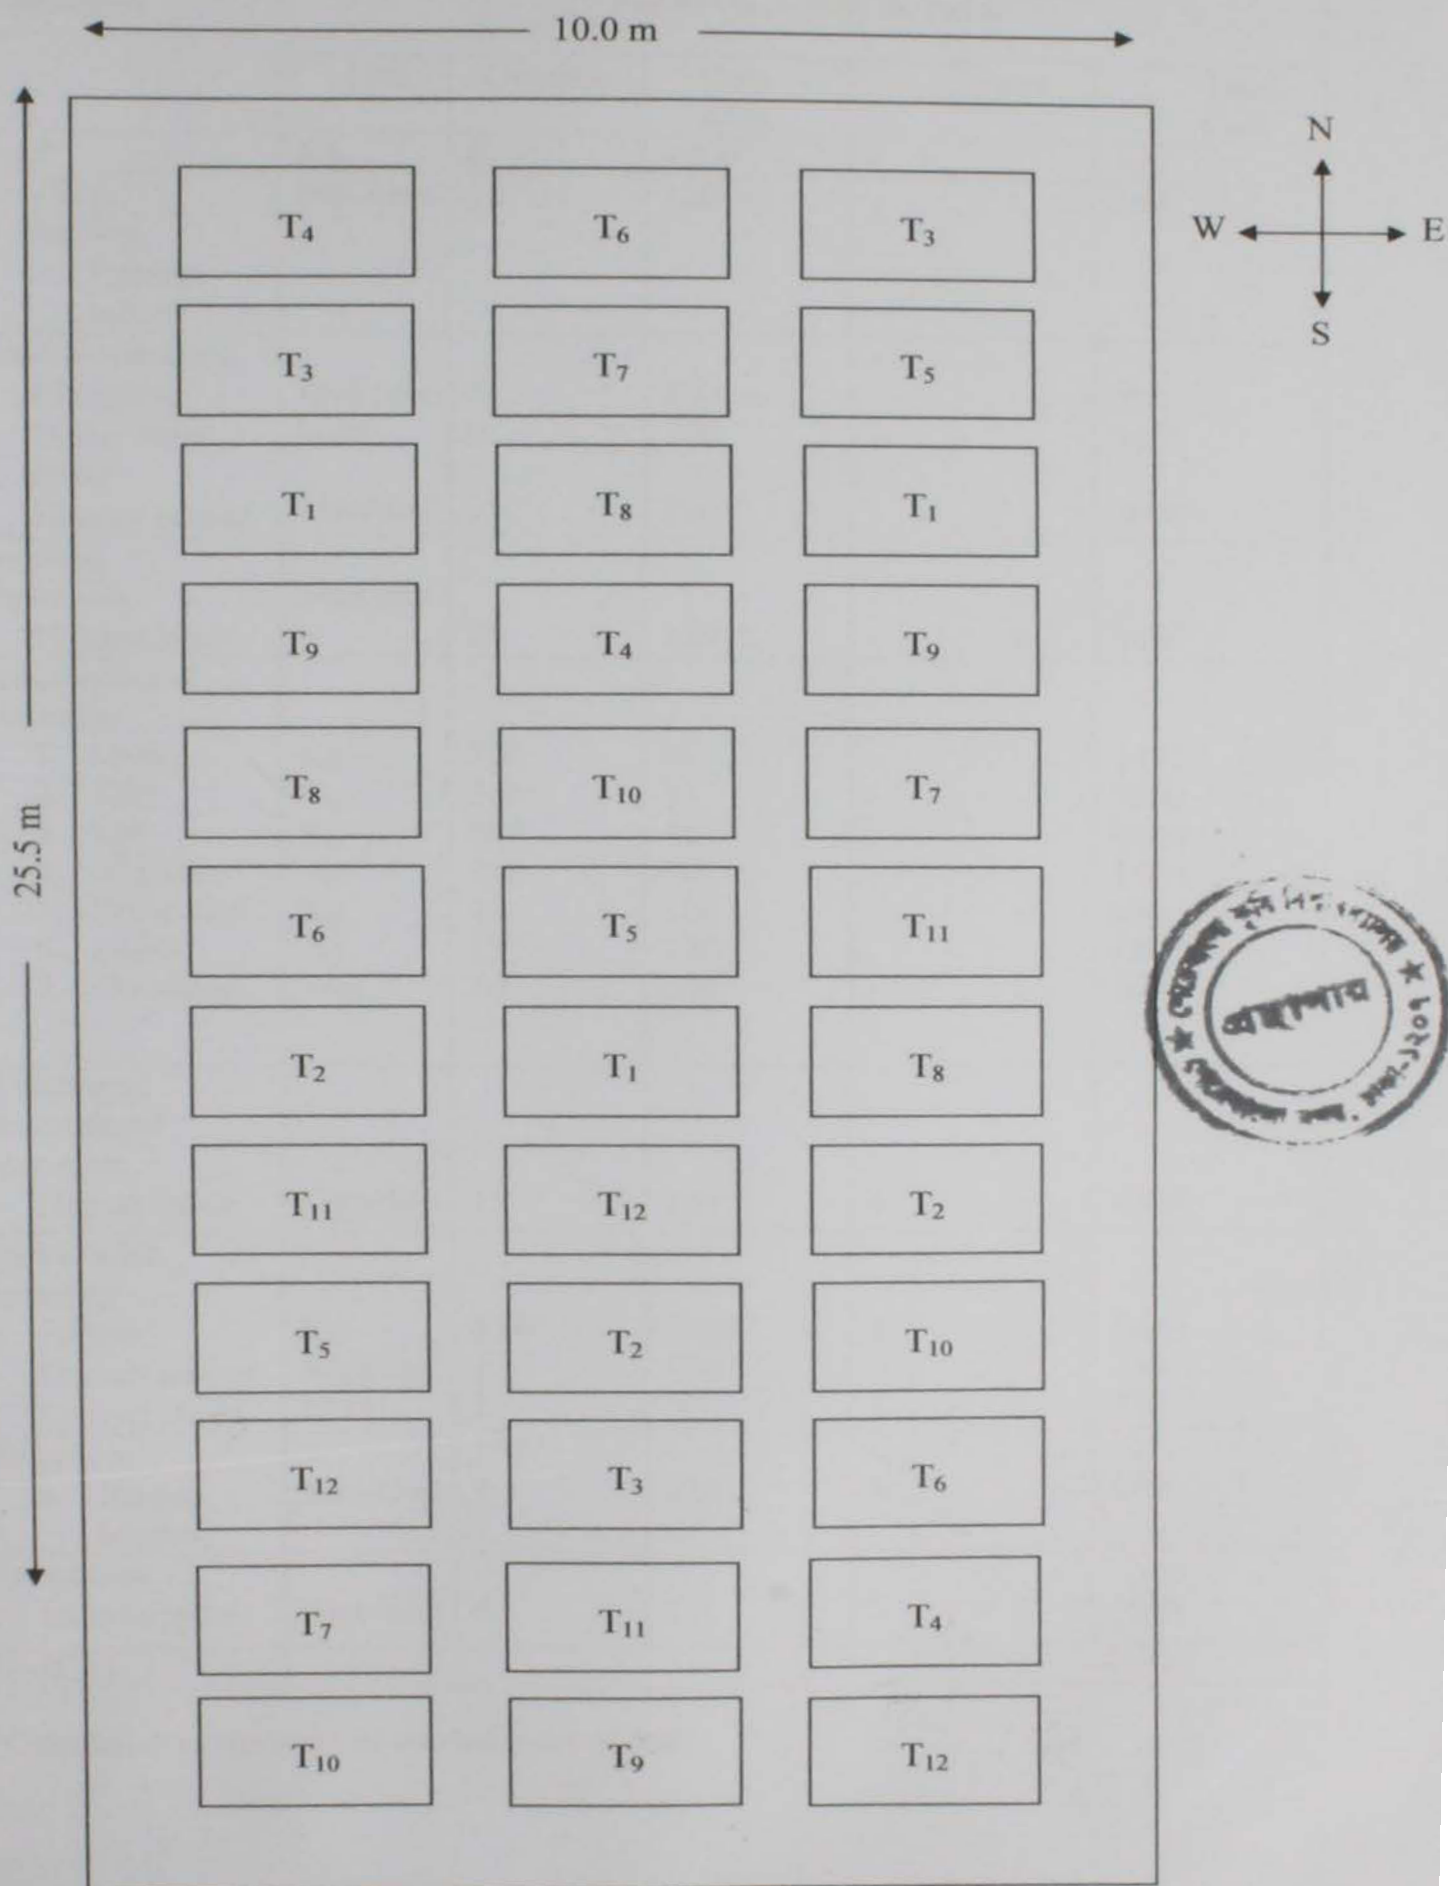 10.0 m
N
W E
S
T4 T6 T3
T3 T7 T5
T1 T8 T1
T9 T4 T9
T8 T10 T7
25.5 m
T6 T5 T11
T2 T1 T8
T11 T12 T2
T5 T2 T10
T12 T3 T6
T7 T11 T4
T10 T9 T12